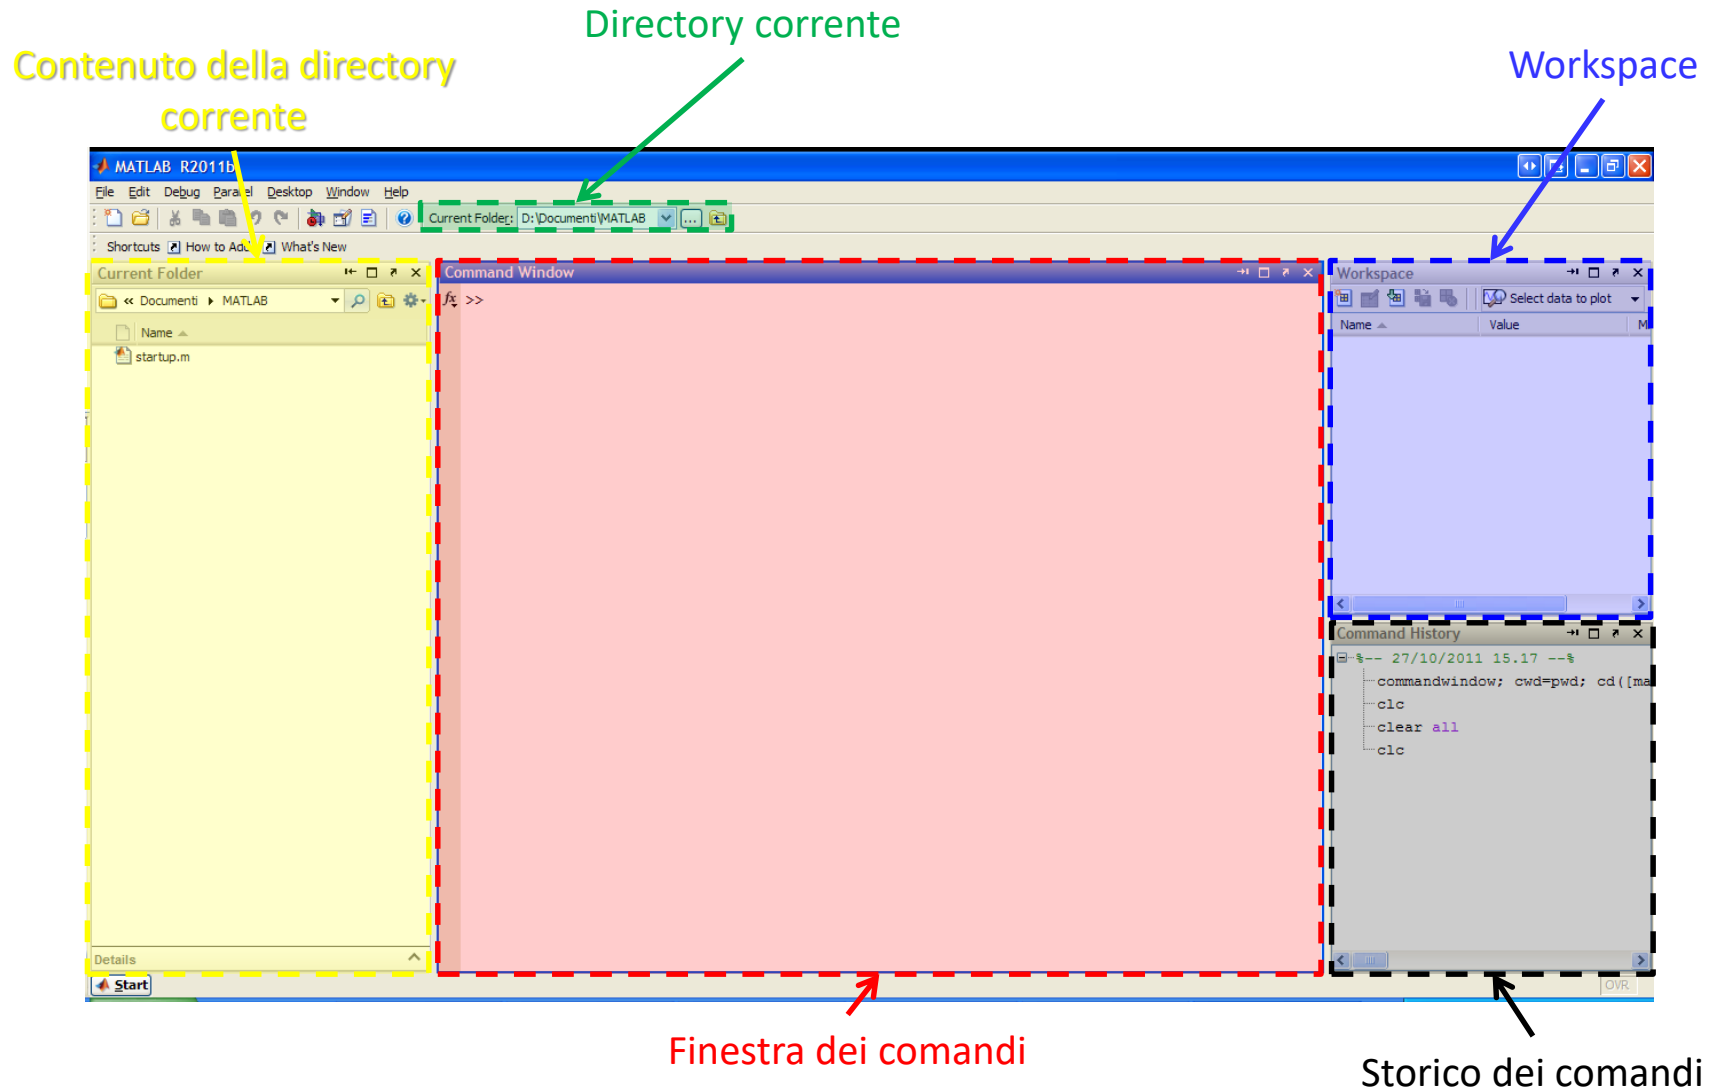 Directory corrente
Contenuto della directory
corrente
Workspace
MATLAB R2011b
File Edit Debug Parallel Desktop Window Help
Current Folder: D:\Documenti\MATLAB
Shortcuts How to Add What's New
Current Folder
« Documenti MATLAB
Name
startup.m
Details
Command Window
fx >>
Workspace
Select data to plot
Name Value M
Command History
%-- 27/10/2011 15.17 --%
commandwindow; cwd=pwd; cd([ma
clc
clear all
clc
Start
OVR
Finestra dei comandi
Storico dei comandi